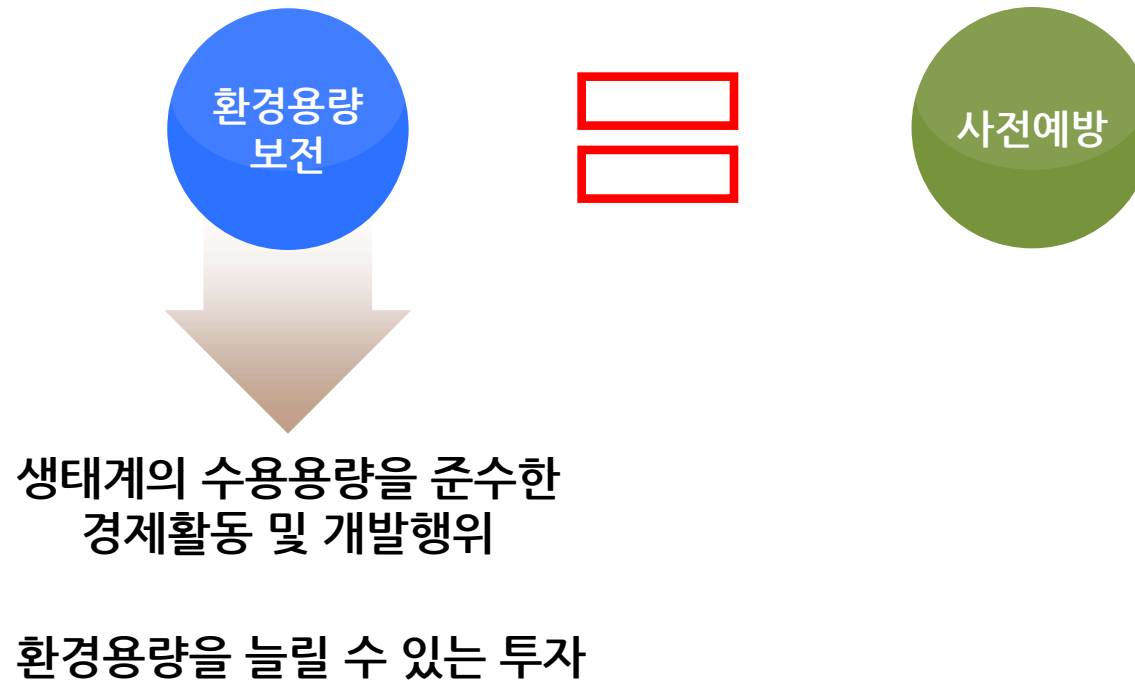 환경용량
보전
사전예방
생태계의 수용용량을 준수한
경제활동 및 개발행위
환경용량을 늘릴 수 있는 투자